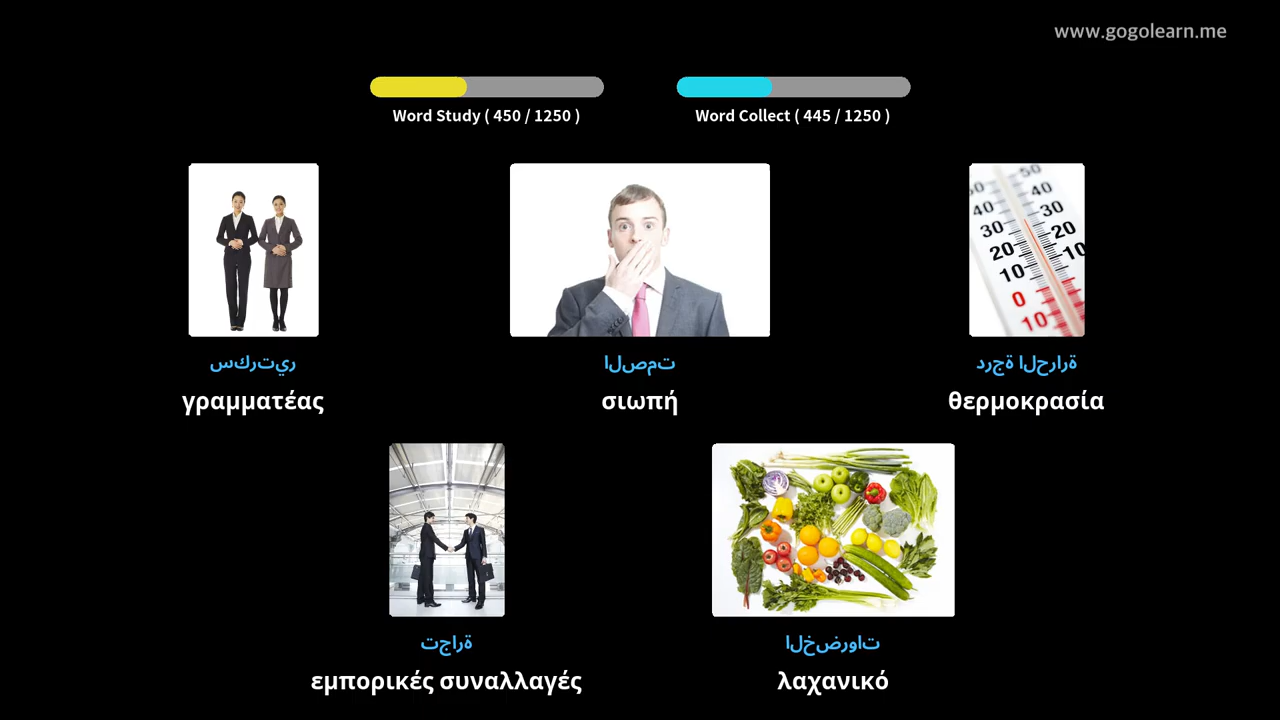 www.gogolearn.me
Word Study ( 450 / 1250 )
Word Collect ( 445 / 1250 )
سكرتير
γραμματέας
الصمت
σιωπή
درجة الحرارة
θερμοκρασία
تجارة
εμπορικές συναλλαγές
الخضروات
λαχανικό